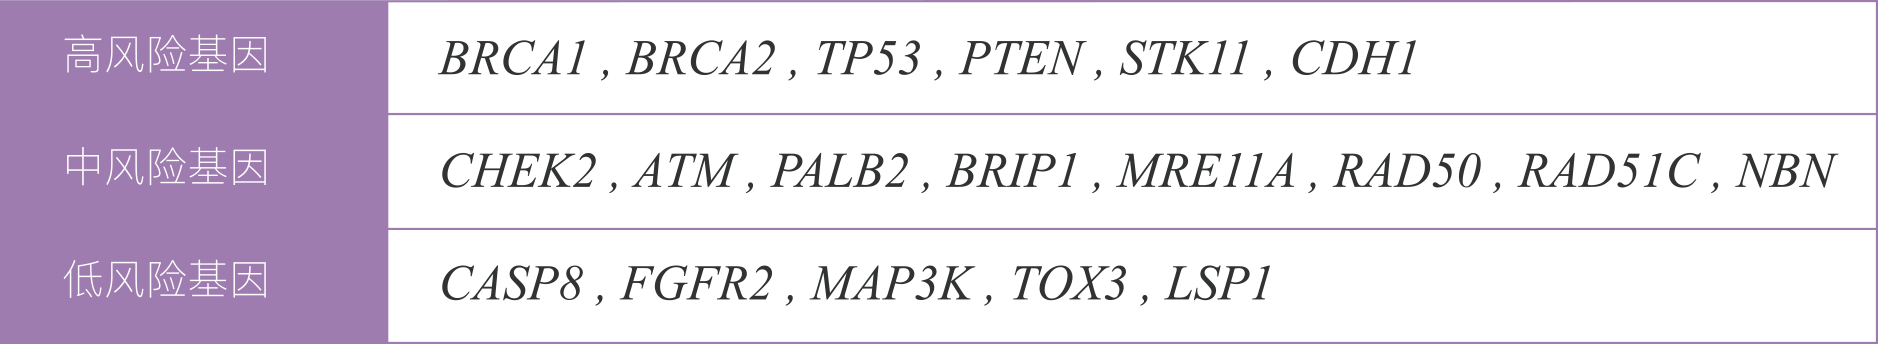 高风险基因 BRCA1 , BRCA2 , TP53 , PTEN , STK11 , CDH1
中风险基因 CHEK2 , ATM , PALB2 , BRIP1 , MRE11A , RAD50 , RAD51C , NBN
低风险基因 CASP8 , FGFR2 , MAP3K , TOX3 , LSP1